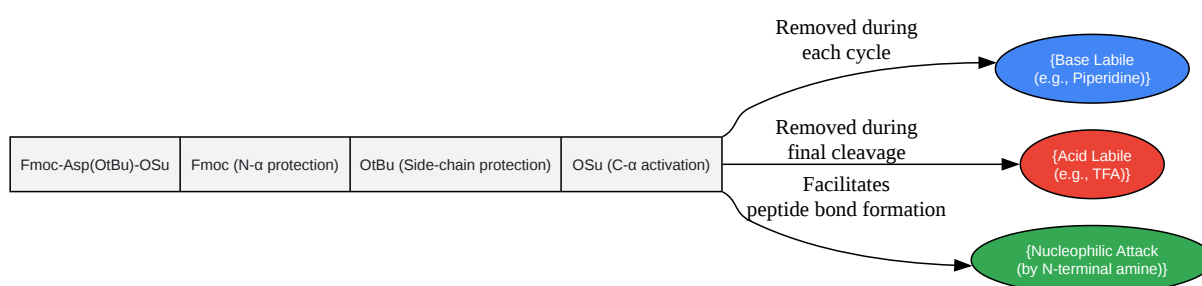 Removed during
each cycle
{Base Labile
(e.g., Piperidine)}
Fmoc-Asp(OtBu)-OSu
Fmoc (N-α protection)
OtBu (Side-chain protection)
OSu (C-α activation)
Removed during
final cleavage
{Acid Labile
(e.g., TFA)}
Facilitates
peptide bond formation
{Nucleophilic Attack
(by N-terminal amine)}